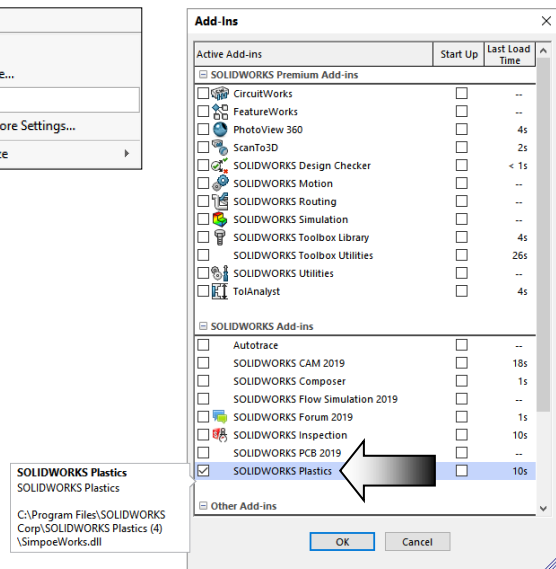 e...
ore Settings...
ce
Add-Ins
Active Add-ins Start Up Last Load Time
SOLIDWORKS Premium Add-ins
CircuitWorks --
FeatureWorks --
PhotoView 360 4s
ScanTo3D 2s
SOLIDWORKS Design Checker < 1s
SOLIDWORKS Motion --
SOLIDWORKS Routing --
SOLIDWORKS Simulation --
SOLIDWORKS Toolbox Library 4s
SOLIDWORKS Toolbox Utilities 26s
SOLIDWORKS Utilities --
TolAnalyst 4s
SOLIDWORKS Add-ins
Autotrace --
SOLIDWORKS CAM 2019 18s
SOLIDWORKS Composer 1s
SOLIDWORKS Flow Simulation 2019 --
SOLIDWORKS Forum 2019 1s
SOLIDWORKS Inspection 10s
SOLIDWORKS PCB 2019 --
SOLIDWORKS Plastics 10s
Other Add-ins
OK Cancel
SOLIDWORKS Plastics
SOLIDWORKS Plastics
C:\Program Files\SOLIDWORKS
Corp\SOLIDWORKS Plastics (4)
\SimpoeWorks.dll